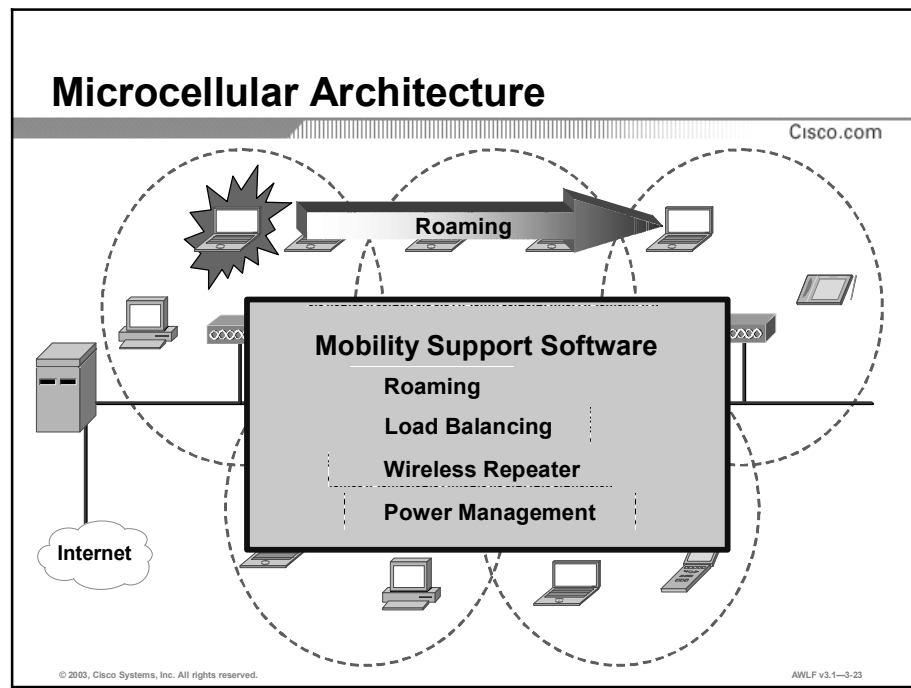 Microcellular Architecture
Cisco.com
Roaming
Mobility Support Software
Roaming
Load Balancing
Wireless Repeater
Power Management
Internet
© 2003, Cisco Systems, Inc. All rights reserved.
AWLF v3.1—3-23